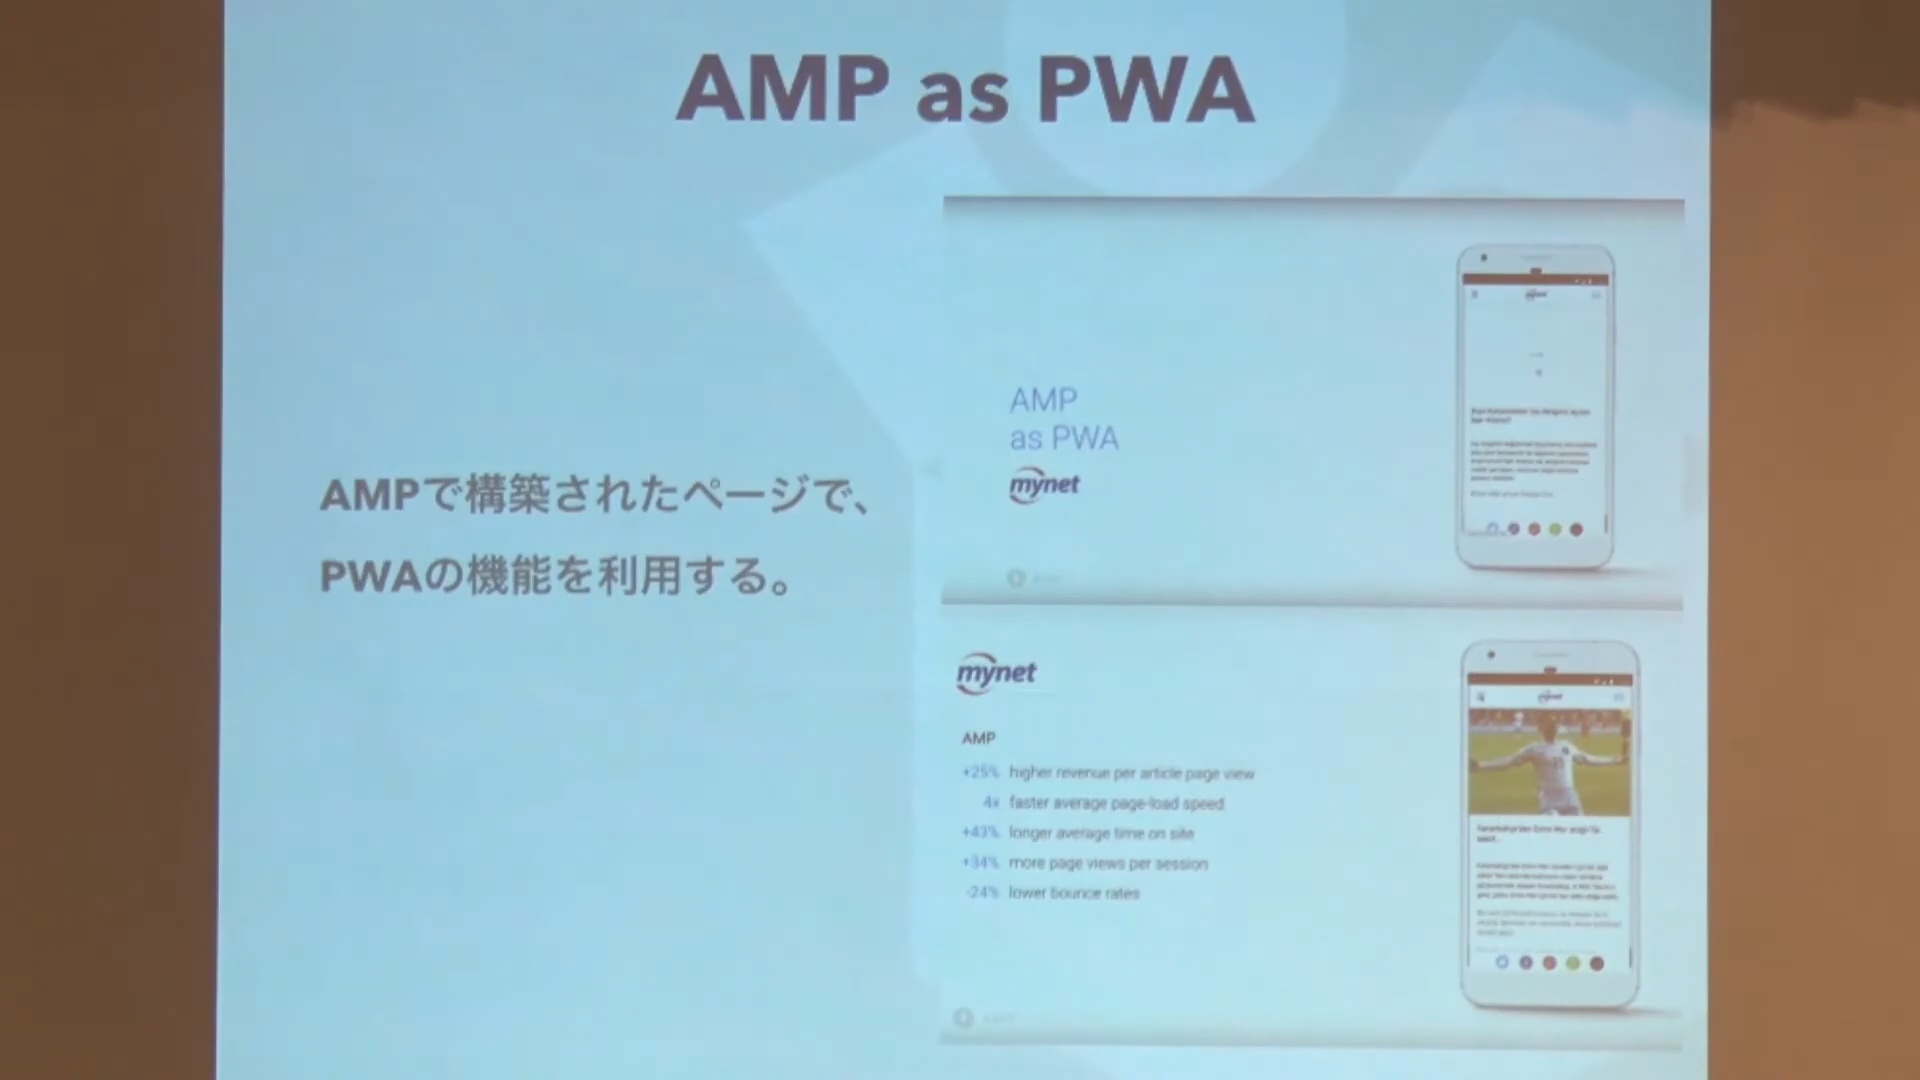 AMP as PWA
AMPで構築されたページで、
PWAの機能を利用する。
AMP
as PWA
mynet
mynet
AMP
+25% higher revenue per article page view
4x faster average page-load speed
+43% longer average time on site
+34% more page views per session
-24% lower bounce rates